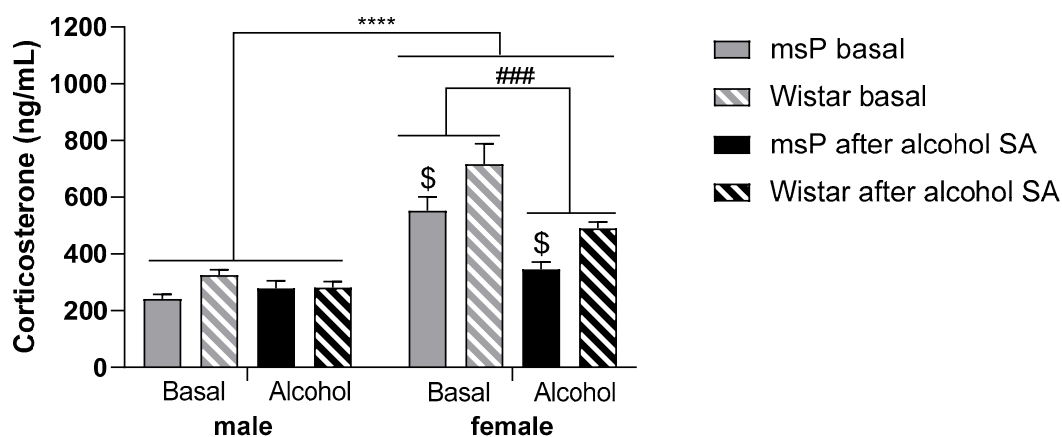 ****
1200
1000
800
600
400
200
0
Corticosterone (ng/mL)
###
$
$
Basal
Alcohol
Basal
Alcohol
male
female
msP basal
Wistar basal
msP after alcohol SA
Wistar after alcohol SA